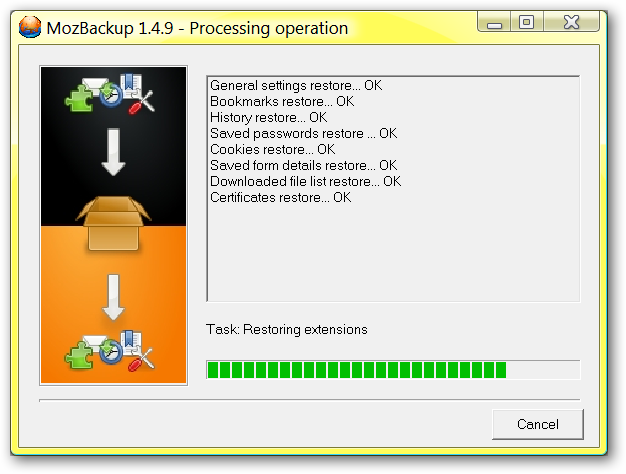 MozBackup 1.4.9 - Processing operation
General settings restore... OK
Bookmarks restore... OK
History restore... OK
Saved passwords restore ... OK
Cookies restore... OK
Saved form details restore... OK
Downloaded file list restore... OK
Certificates restore... OK
Task: Restoring extensions
Cancel